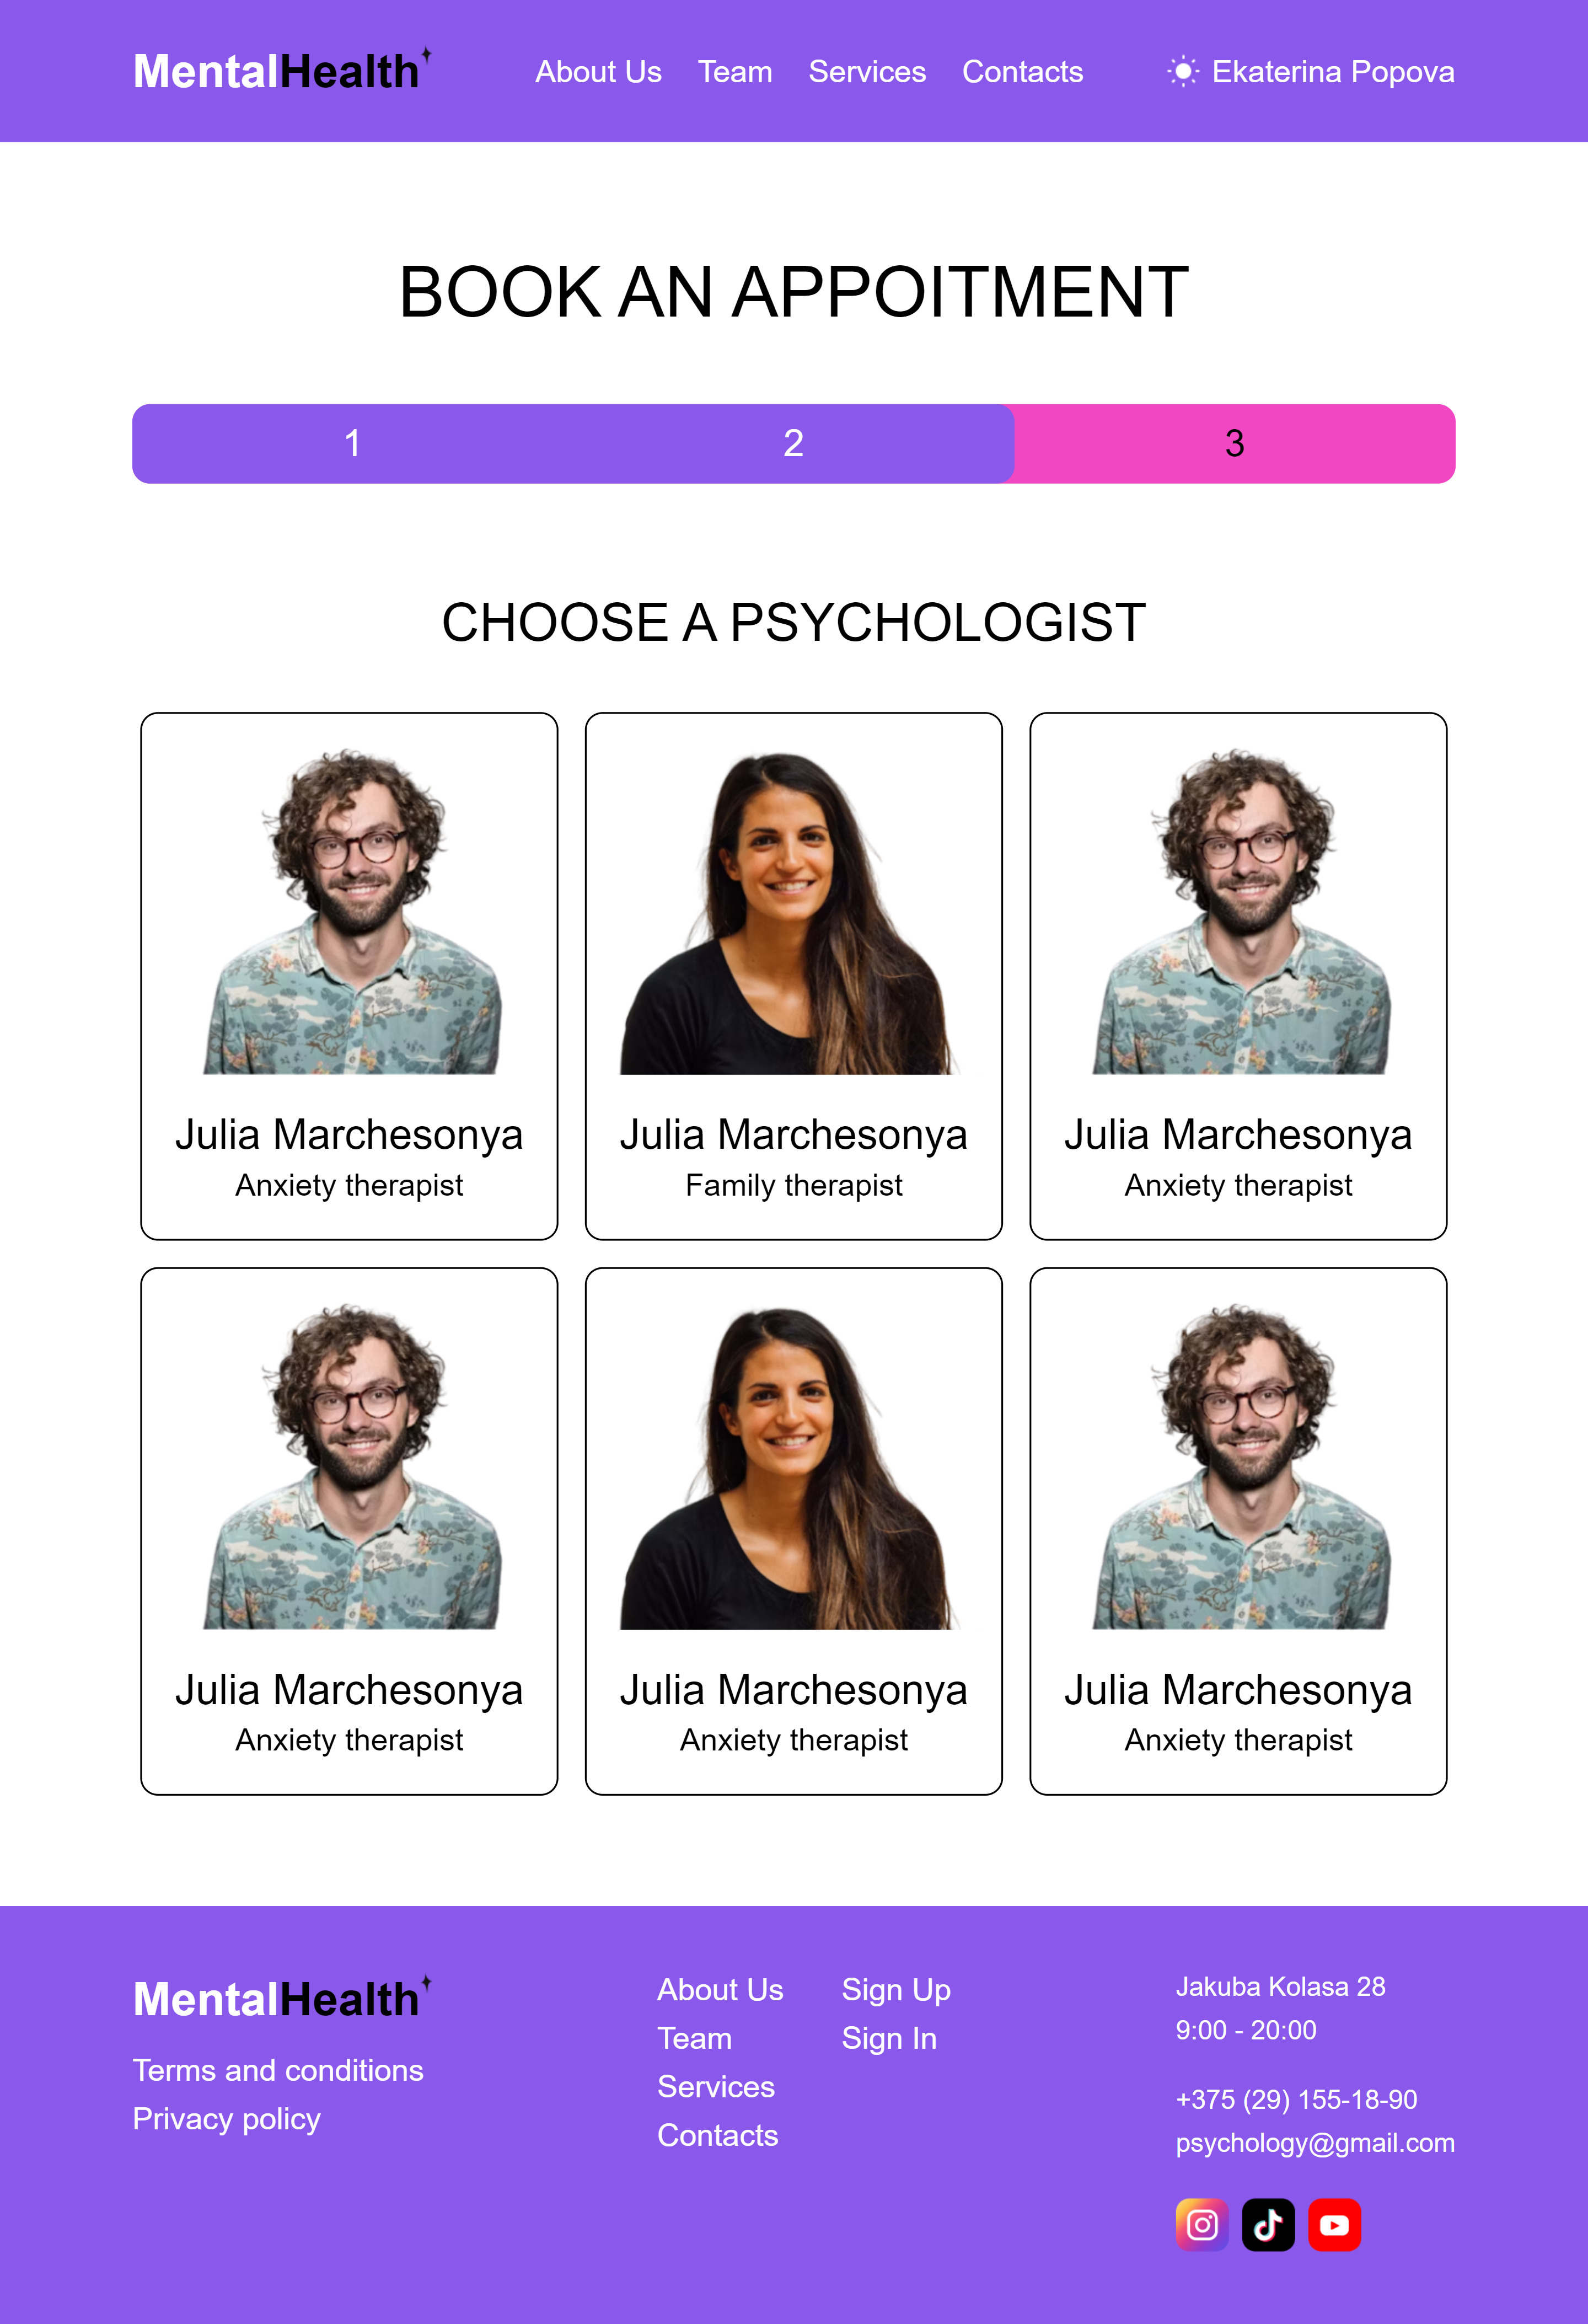 MentalHealth
About Us Team Services Contacts
Ekaterina Popova
BOOK AN APPOITMENT
1 2 3
CHOOSE A PSYCHOLOGIST
Julia Marchesonya
Anxiety therapist
Julia Marchesonya
Family therapist
Julia Marchesonya
Anxiety therapist
Julia Marchesonya
Anxiety therapist
Julia Marchesonya
Anxiety therapist
Julia Marchesonya
Anxiety therapist
MentalHealth
Terms and conditions
Privacy policy
About Us
Team
Services
Contacts
Sign Up
Sign In
Jakuba Kolasa 28
9:00 - 20:00
+375 (29) 155-18-90
psychology@gmail.com